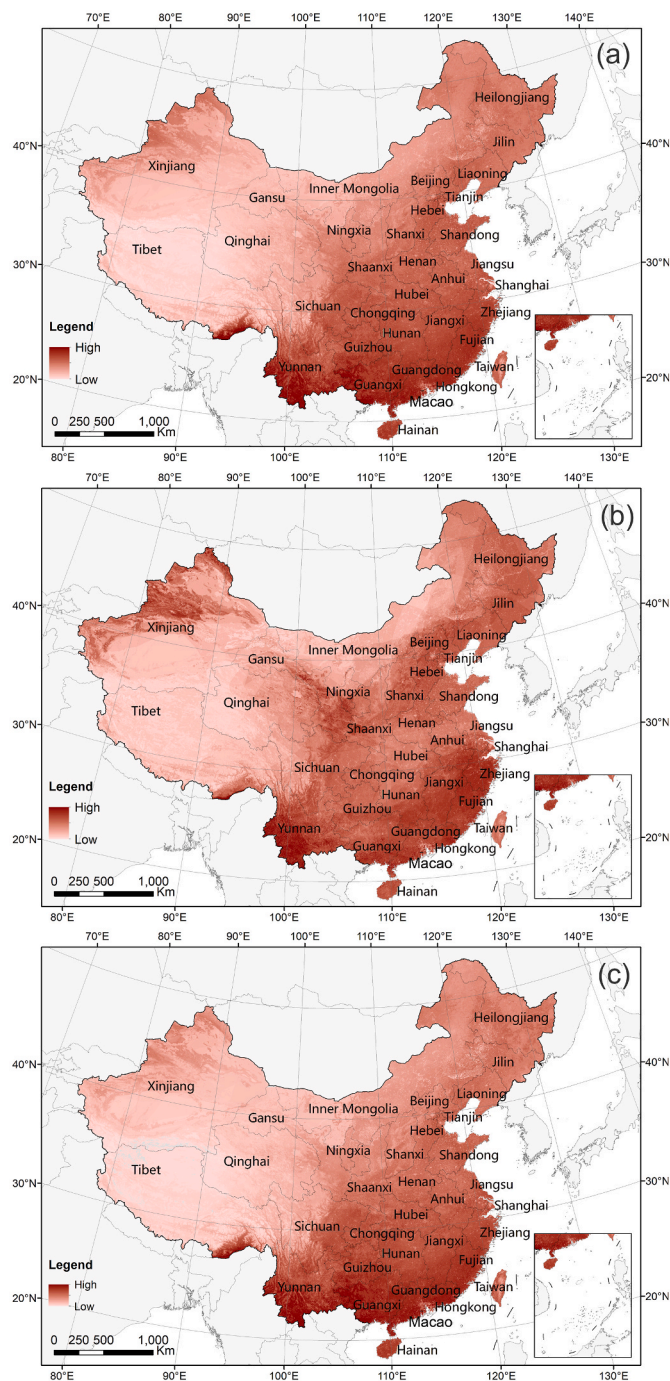 70°E 80°E 90°E 100°E 110°E 120°E 130°E 140°E
(a)
Heilongjiang
40°N
Jilin
40°N
Xinjiang
Liaoning
Inner Mongolia
Beijing
Gansu
Tianjin
Hebei
Ningxia
Shanxi
Shandong
Qinghai
Tibet
30°N
Shaanxi
Henan
Jiangsu
30°N
Anhui
Shanghai
Hubei
Sichuan
Chongqing
Jiangxi
Zhejiang
Legend
High
Hunan
Fujian
Guizhou
Yunnan
Guangdong
Taiwan
Low
20°N
Guangxi
Hongkong
20°N
Macao
0 250 500 1,000
Km
Hainan
80°E 90°E 100°E 110°E 120°E 130°E
70°E 80°E 90°E 100°E 110°E 120°E 130°E 140°E
(b)
Heilongjiang
40°N
Jilin
40°N
Xinjiang
Liaoning
Inner Mongolia
Beijing
Gansu
Tianjin
Hebei
Ningxia
Shanxi
Shandong
Qinghai
Tibet
30°N
Shaanxi
Henan
Jiangsu
30°N
Anhui
Shanghai
Hubei
Sichuan
Chongqing
Jiangxi
Zhejiang
Legend
High
Hunan
Fujian
Guizhou
Yunnan
Guangdong
Taiwan
Low
20°N
Guangxi
Hongkong
20°N
Macao
0 250 500 1,000
Km
Hainan
80°E 90°E 100°E 110°E 120°E 130°E
70°E 80°E 90°E 100°E 110°E 120°E 130°E 140°E
(c)
Heilongjiang
40°N
Jilin
40°N
Xinjiang
Liaoning
Inner Mongolia
Beijing
Gansu
Tianjin
Hebei
Ningxia
Shanxi
Shandong
Qinghai
Tibet
30°N
Shaanxi
Henan
Jiangsu
30°N
Anhui
Shanghai
Hubei
Sichuan
Chongqing
Jiangxi
Zhejiang
Legend
High
Hunan
Fujian
Guizhou
Yunnan
Guangdong
Taiwan
Low
20°N
Guangxi
Hongkong
20°N
Macao
0 250 500 1,000
Km
Hainan
80°E 90°E 100°E 110°E 120°E 130°E